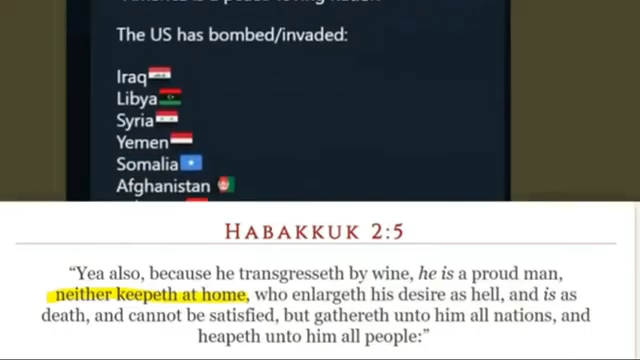 The US has bombed/invaded:
Iraq🇮🇶
Libya🇱🇾
Syria🇸🇾
Yemen🇾🇪
Somalia🇸🇴
Afghanistan 🇦🇫
HABAKKUK 2:5
“Yea also, because he transgresseth by wine, he is a proud man,
neither keepeth at home, who enlargeth his desire as hell, and is as
death, and cannot be satisfied, but gathereth unto him all nations, and
heapeth unto him all people:”